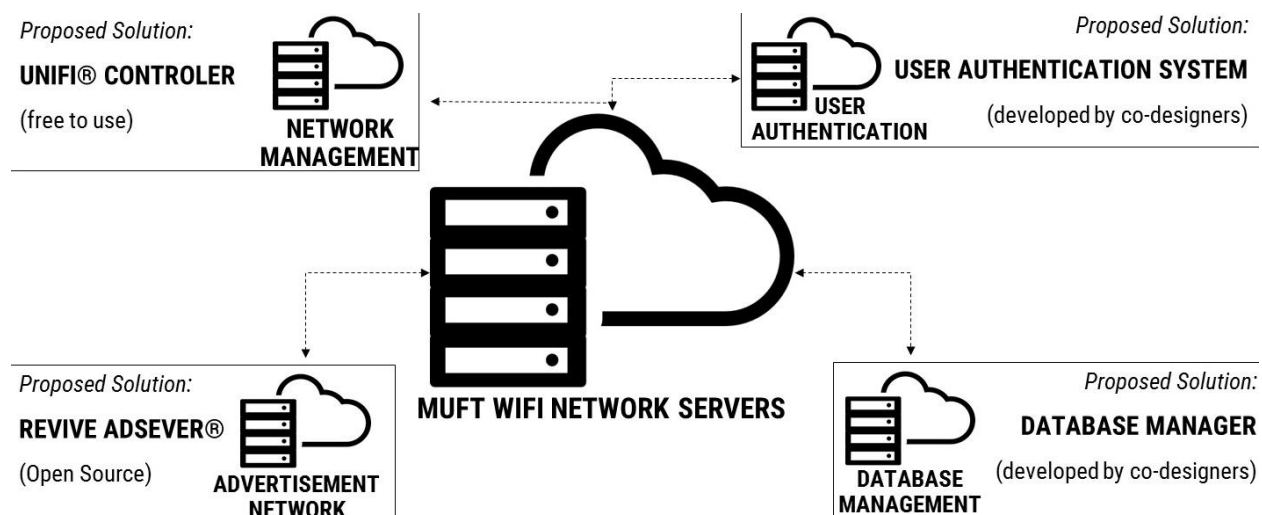 Proposed Solution:
UNIFI® CONTROLER
(free to use)
NETWORK
MANAGEMENT
Proposed Solution:
USER AUTHENTICATION SYSTEM
(developed by co-designers)
USER
AUTHENTICATION
MUFT WIFI NETWORK SERVERS
Proposed Solution:
REVIVE ADSEVER®
(Open Source)
ADVERTISEMENT
NETWORK
Proposed Solution:
DATABASE MANAGER
(developed by co-designers)
DATABASE
MANAGEMENT